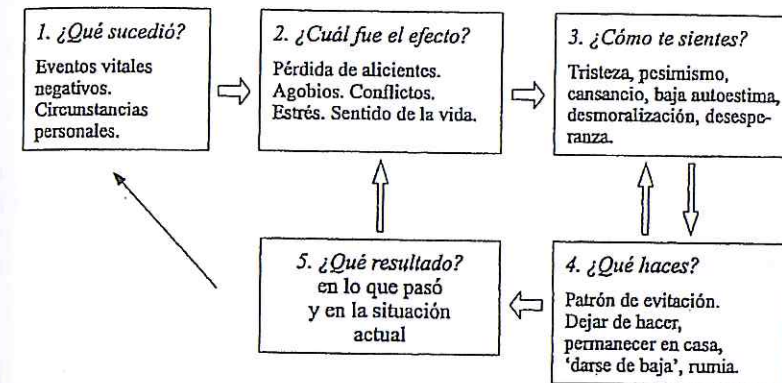 1. ¿Qué sucedió?
Eventos vitales
negativos.
Circunstancias
personales.
2. ¿Cuál fue el efecto?
Pérdida de alicientes.
Agobios. Conflictos.
Estrés. Sentido de la vida.
3. ¿Cómo te sientes?
Tristeza, pesimismo,
cansancio, baja autoestima,
desmoralización, desespe-
ranza.
4. ¿Qué haces?
Patrón de evitación.
Dejar de hacer,
permanecer en casa,
‘darse de baja’, rumia.
5. ¿Qué resultado?
en lo que pasó
y en la situación
actual